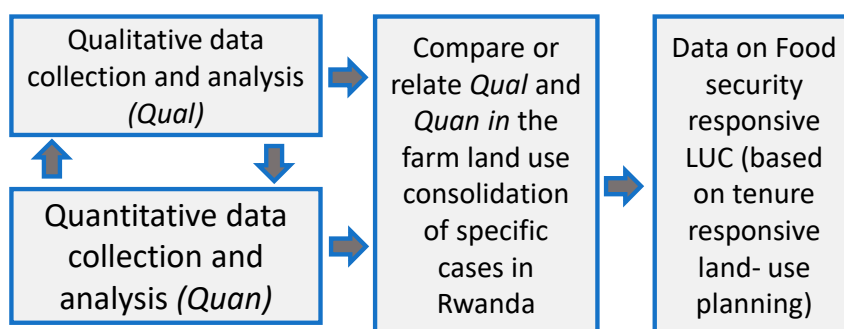 Qualitative data
collection and analysis
(Qual)
Quantitative data
collection and
analysis (Quan)
Compare or
relate Qual and
Quan in the
farm land use
consolidation
of specific
cases in
Rwanda
Data on Food
security
responsive
LUC (based
on tenure
responsive
land- use
planning)